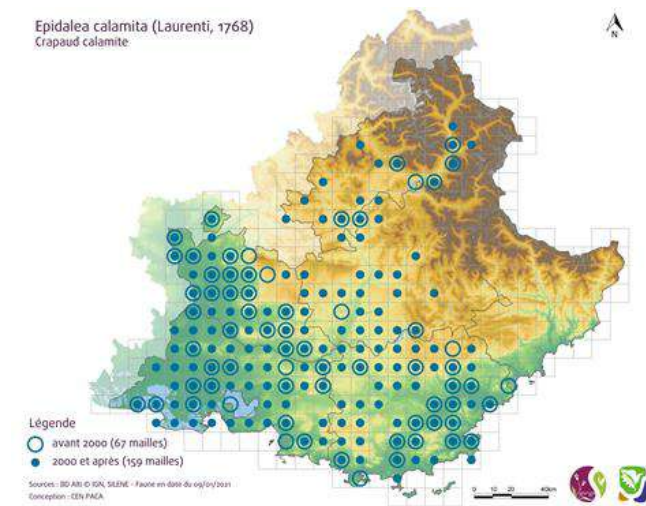 Epidalea calamita (Laurenti, 1768)
Crapaud calamite
N
Légende
avant 2000 (67 mailles)
2000 et après (159 mailles)
Sources : BD Alti © IGN, SILENE - Faune en date du 09/01/2021
Conception : CEN PACA
0 20 40km